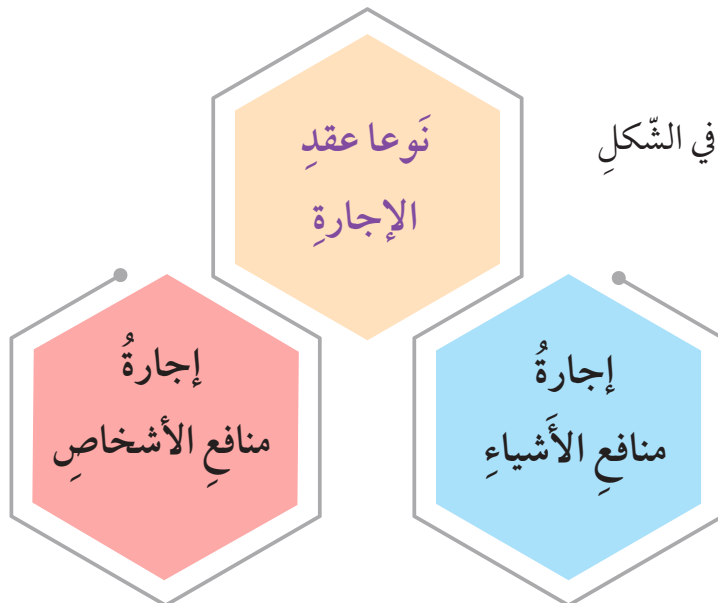 في الشّكلِ
نَوعا عقدِ
الإجارةِ
إجارةُ
منافعِ الأَشياءِ
إجارةُ
منافعِ الأشخاصِ